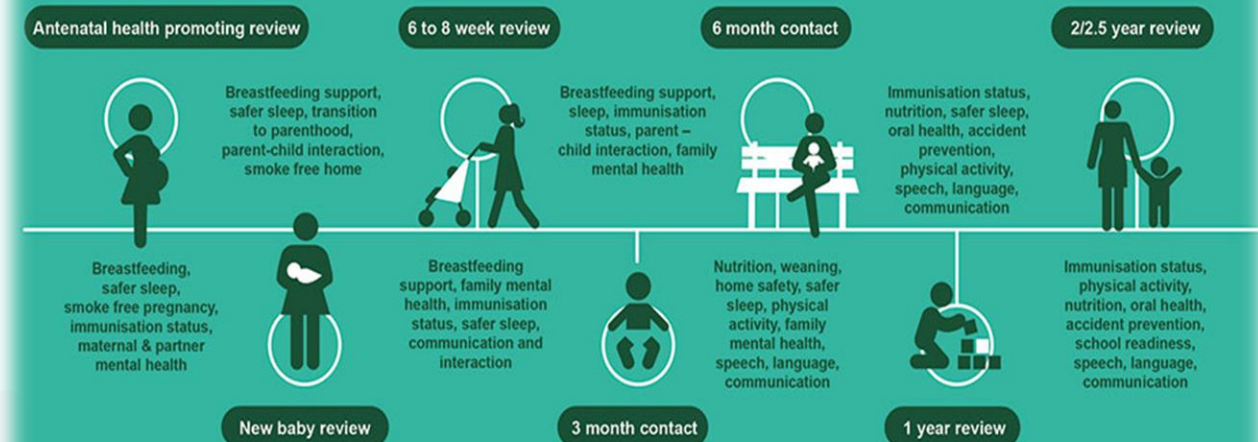 Antenatal health promoting review
Breastfeeding,
safer sleep,
smoke free pregnancy,
immunisation status,
maternal & partner
mental health
Breastfeeding support,
safer sleep, transition
to parenthood,
parent-child interaction,
smoke free home
New baby review
6 to 8 week review
Breastfeeding
support, family mental
health, immunisation
status, safer sleep,
communication and
interaction
Breastfeeding support,
sleep, immunisation
status, parent –
child interaction, family
mental health
3 month contact
6 month contact
Nutrition, weaning,
home safety, safer
sleep, physical
activity, family
mental health,
speech, language,
communication
Immunisation status,
nutrition, safer sleep,
oral health, accident
prevention,
physical activity,
speech, language,
communication
1 year review
2/2.5 year review
Immunisation status,
physical activity,
nutrition, oral health,
accident prevention,
school readiness,
speech, language,
communication